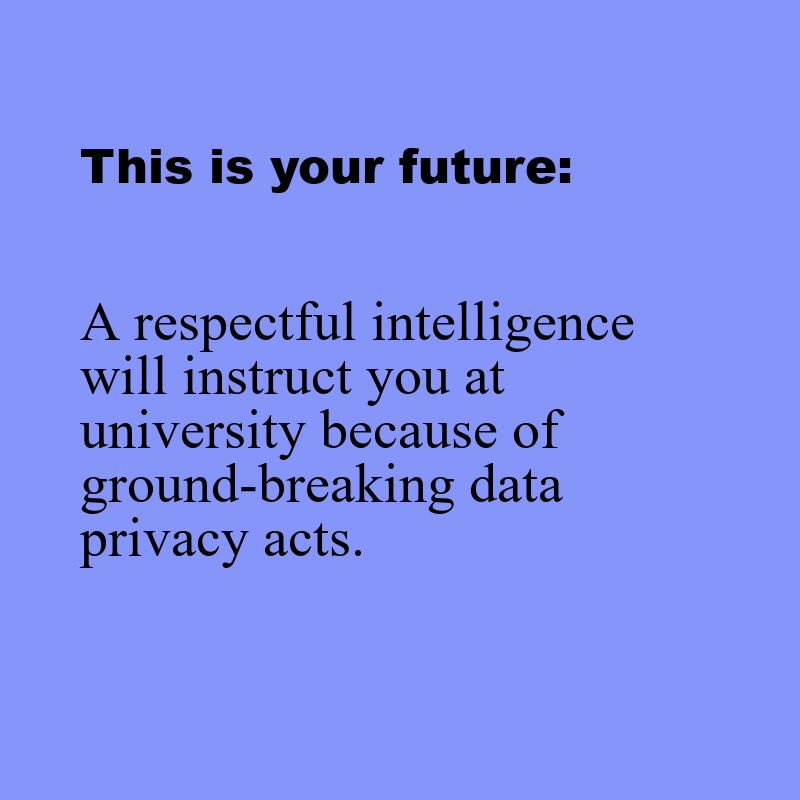 This is your future:
A respectful intelligence
will instruct you at
university because of
ground-breaking data
privacy acts.